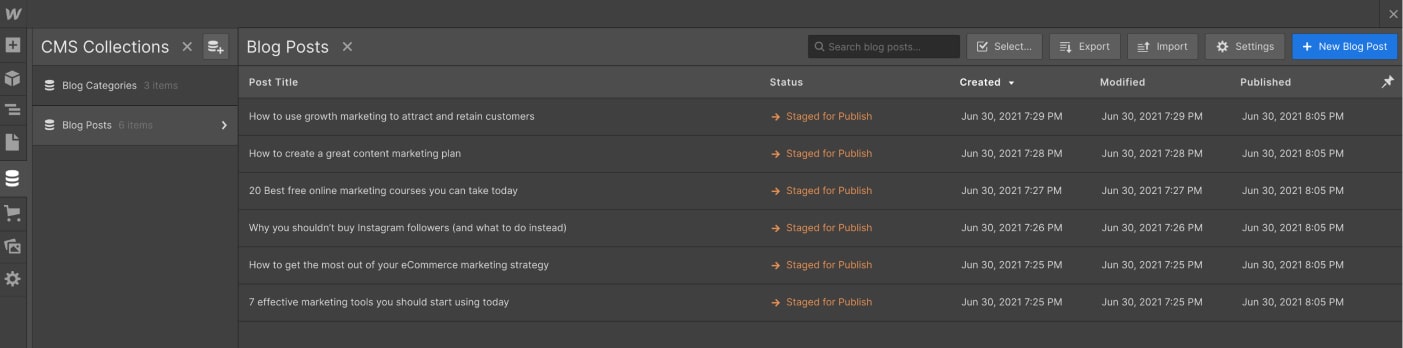 W
CMS Collections
Blog Posts
Search blog posts...
Select...
Export
Import
Settings
+ New Blog Post
Blog Categories 3 items
Blog Posts 6 items
Post Title Status Created Modified Published
How to use growth marketing to attract and retain customers Staged for Publish Jun 30, 2021 7:29 PM Jun 30, 2021 7:29 PM Jun 30, 2021 8:05 PM
How to create a great content marketing plan Staged for Publish Jun 30, 2021 7:28 PM Jun 30, 2021 7:28 PM Jun 30, 2021 8:05 PM
20 Best free online marketing courses you can take today Staged for Publish Jun 30, 2021 7:27 PM Jun 30, 2021 7:27 PM Jun 30, 2021 8:05 PM
Why you shouldn't buy Instagram followers (and what to do instead) Staged for Publish Jun 30, 2021 7:26 PM Jun 30, 2021 7:26 PM Jun 30, 2021 8:05 PM
How to get the most out of your eCommerce marketing strategy Staged for Publish Jun 30, 2021 7:25 PM Jun 30, 2021 7:25 PM Jun 30, 2021 8:05 PM
7 effective marketing tools you should start using today Staged for Publish Jun 30, 2021 7:25 PM Jun 30, 2021 7:25 PM Jun 30, 2021 8:05 PM